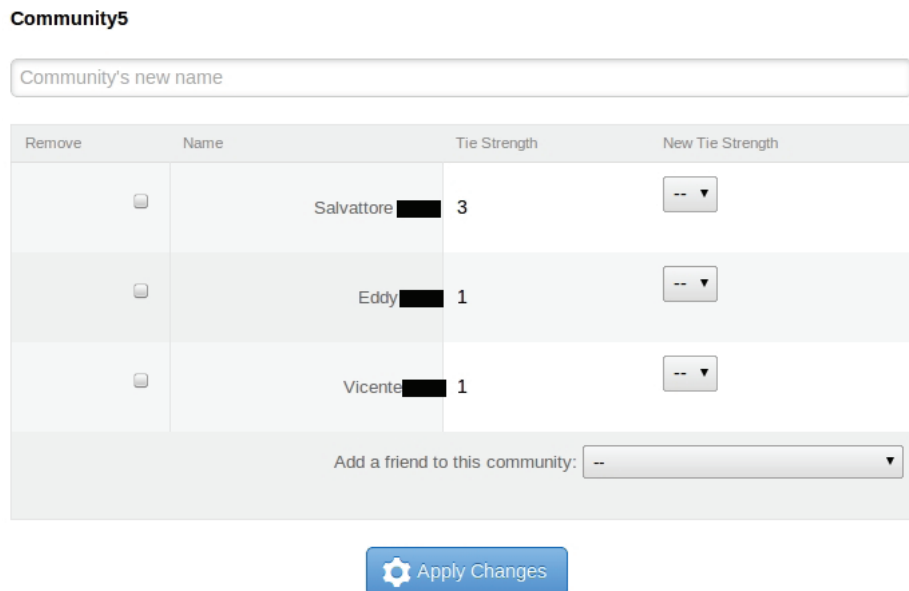 Community5
Community's new name
Remove Name Tie Strength New Tie Strength
Salvattore 3 --
Eddy 1 --
Vicente 1 --
Add a friend to this community: --
Apply Changes